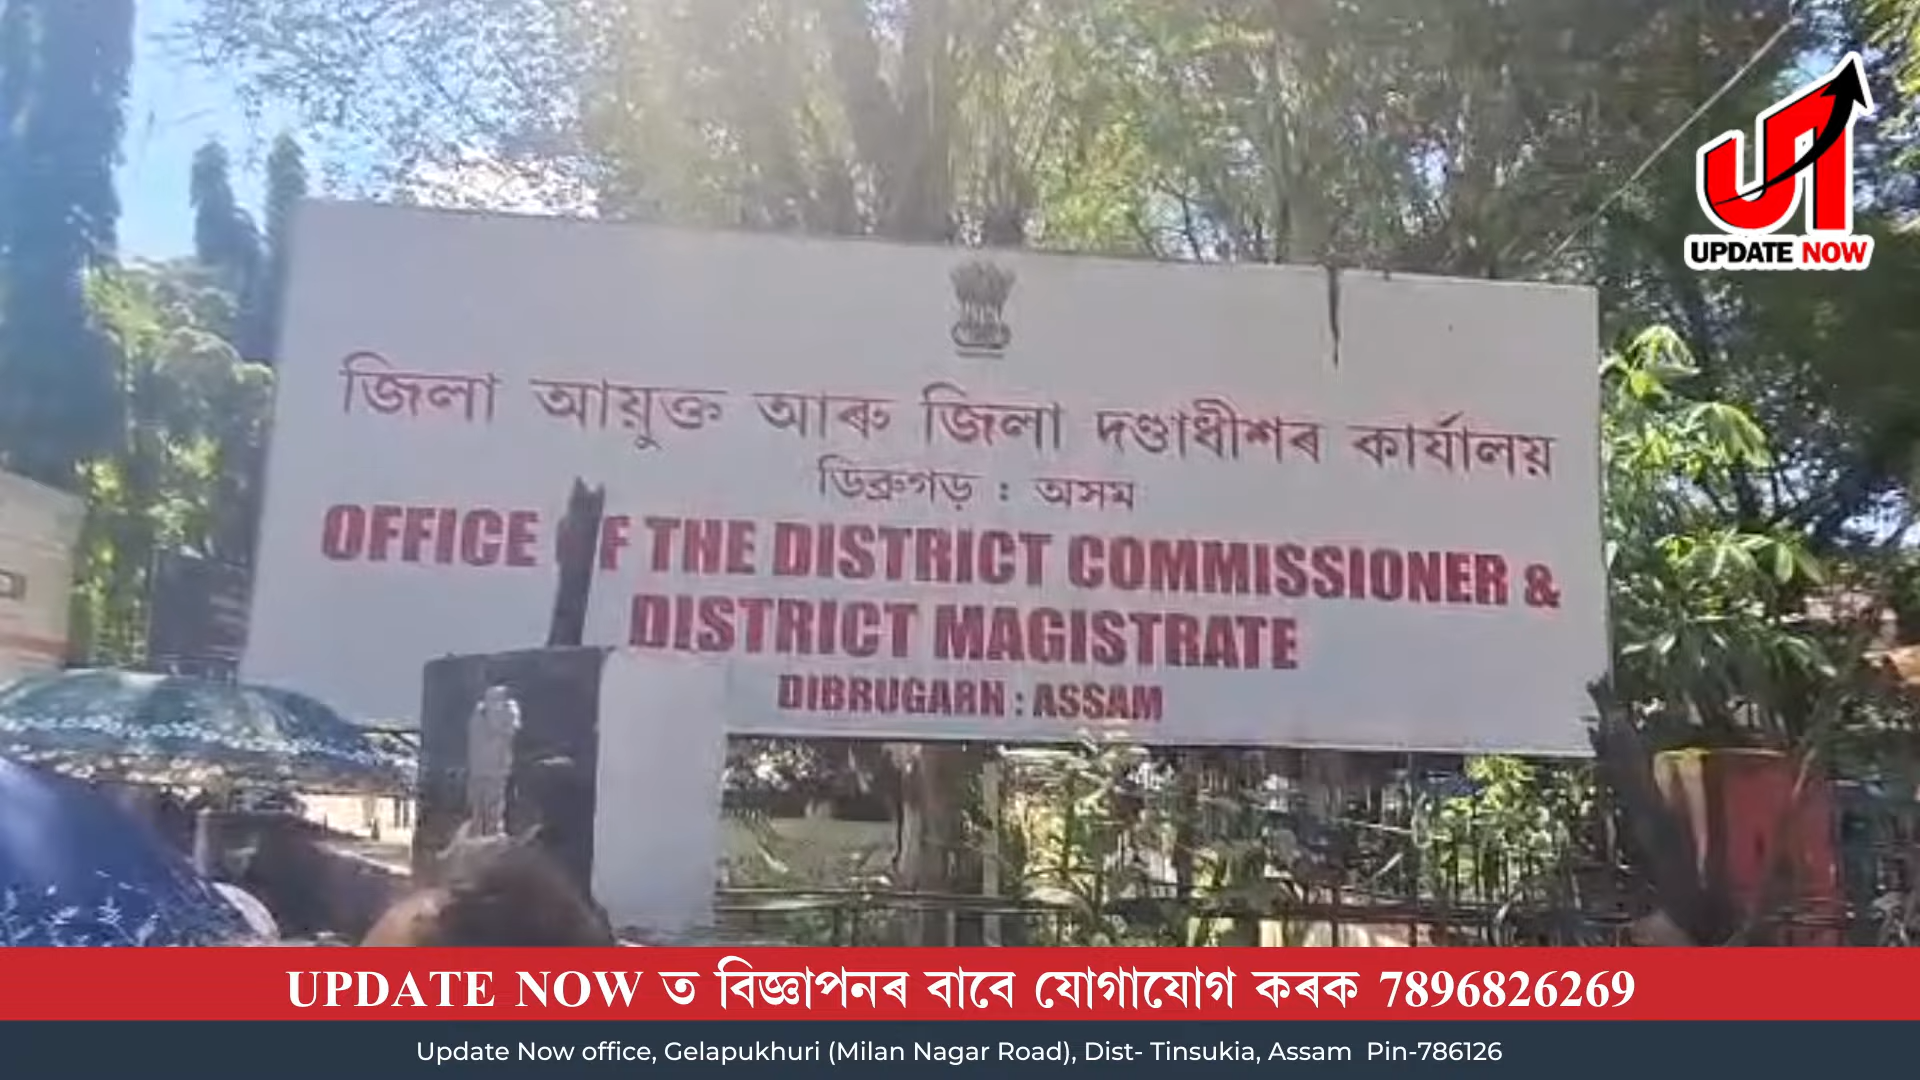 UPDATE NOW
জিলা আয়ুক্ত আৰু জিলা দণ্ডাধীশৰ কাৰ্যালয়
ডিব্ৰুগড় : অসম
OFFICE OF THE DISTRICT COMMISSIONER &
DISTRICT MAGISTRATE
DIBRUGARH : ASSAM
UPDATE NOW ত বিজ্ঞাপনৰ বাবে যোগাযোগ কৰক 7896826269
Update Now office, Gelapukhuri (Milan Nagar Road), Dist- Tinsukia, Assam Pin-786126